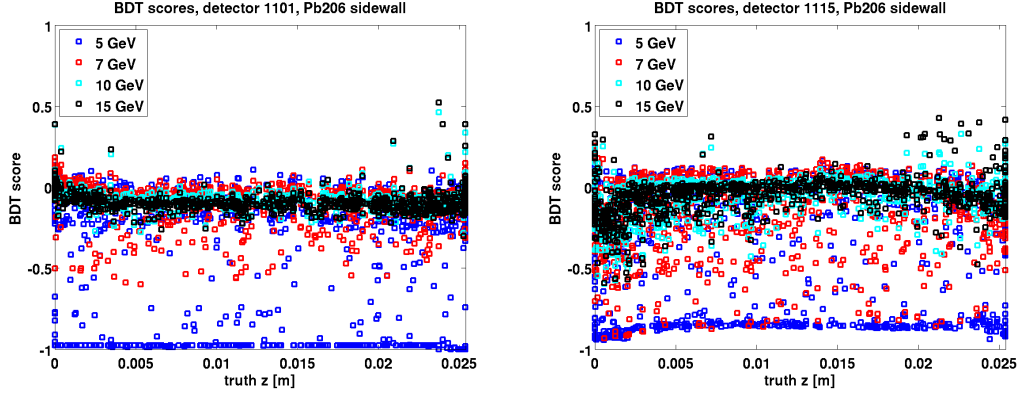 BDT scores, detector 1101, Pb206 sidewall
1
0.5
0
-0.5
-1
BDT score
5 GeV
7 GeV
10 GeV
15 GeV
0
0.005
0.01
0.015
0.02
0.025
truth z [m]
BDT scores, detector 1115, Pb206 sidewall
1
0.5
0
-0.5
-1
BDT score
5 GeV
7 GeV
10 GeV
15 GeV
0
0.005
0.01
0.015
0.02
0.025
truth z [m]